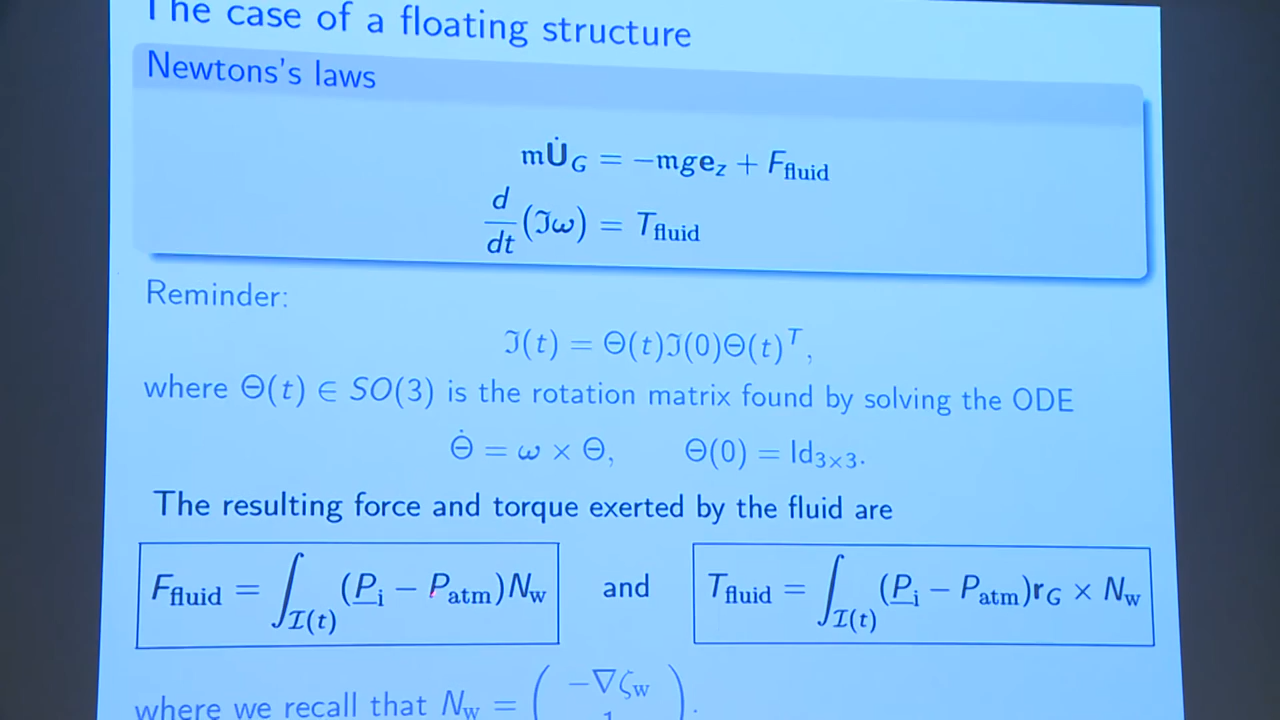 The case of a floating structure
Newtons's laws
m𝐔̇_G = −mg𝐞_z + F_fluid
d/dt (ℑω) = T_fluid
Reminder:
ℑ(t) = Θ(t)ℑ(0)Θ(t)^T,
where Θ(t) ∈ SO(3) is the rotation matrix found by solving the ODE
Θ̇ = ω × Θ, Θ(0) = Id_{3×3}.
The resulting force and torque exerted by the fluid are
F_fluid = ∫_{I(t)} (P̲_i − P_atm)N_w and T_fluid = ∫_{I(t)} (P̲_i − P_atm)𝐫_G × N_w
where we recall that N_w = ( −∇ζ_w 1 ).